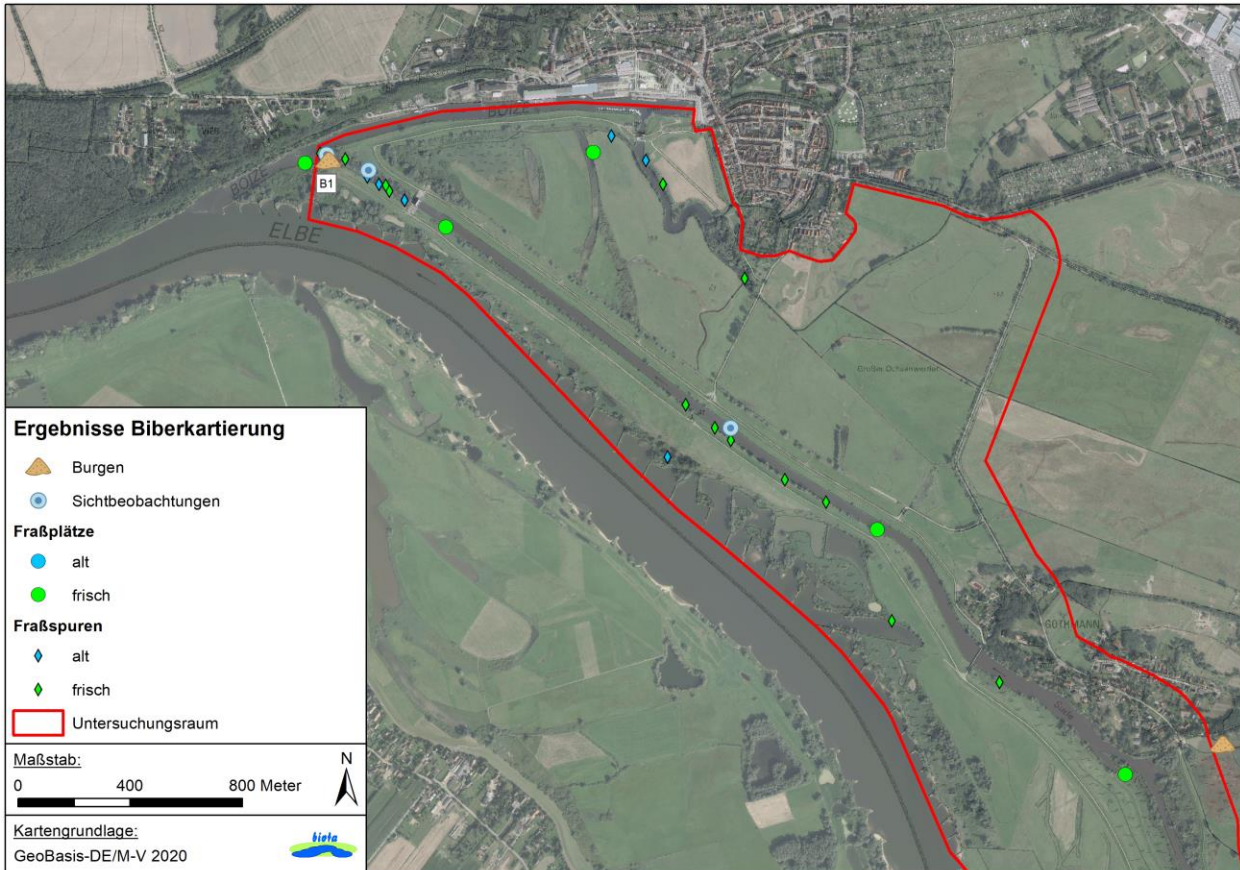 BOIZE
BOIZE
B1
ELBE
GOTHMANN
Ergebnisse Biberkartierung
Burgen
Sichtbeobachtungen
Fraßplätze
alt
frisch
Fraßspuren
alt
frisch
Untersuchungsraum
Maßstab:
0 400 800 Meter
N
Kartengrundlage:
GeoBasis-DE/M-V 2020
biota